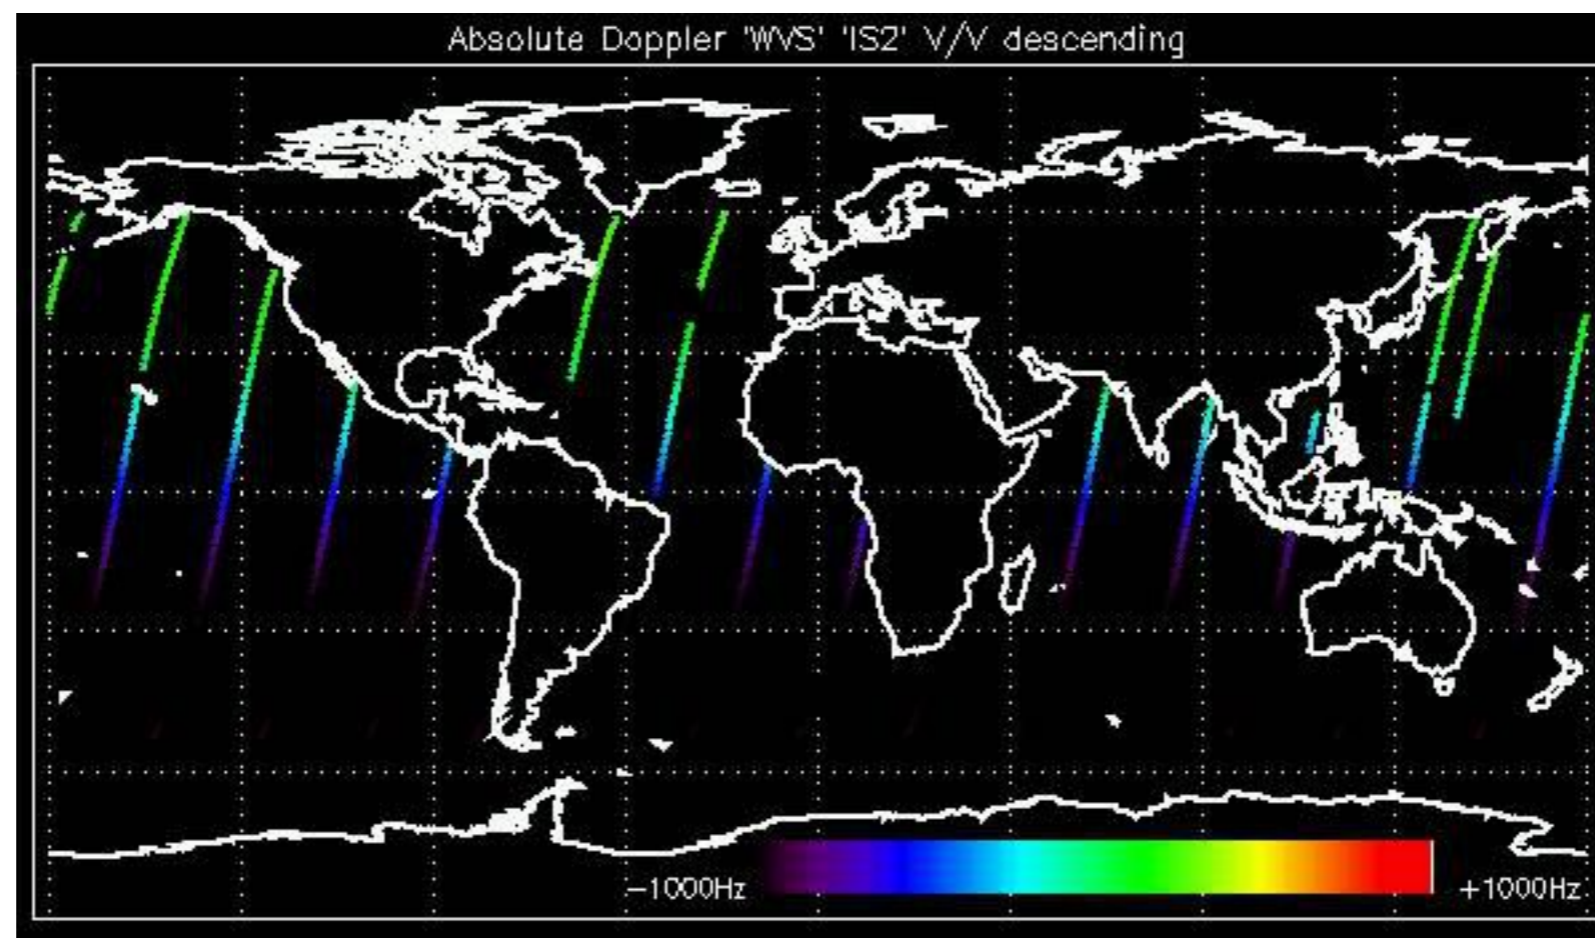 Absolute Doppler 'WVS' 'IS2' V/V descending
-1000Hz
+1000Hz